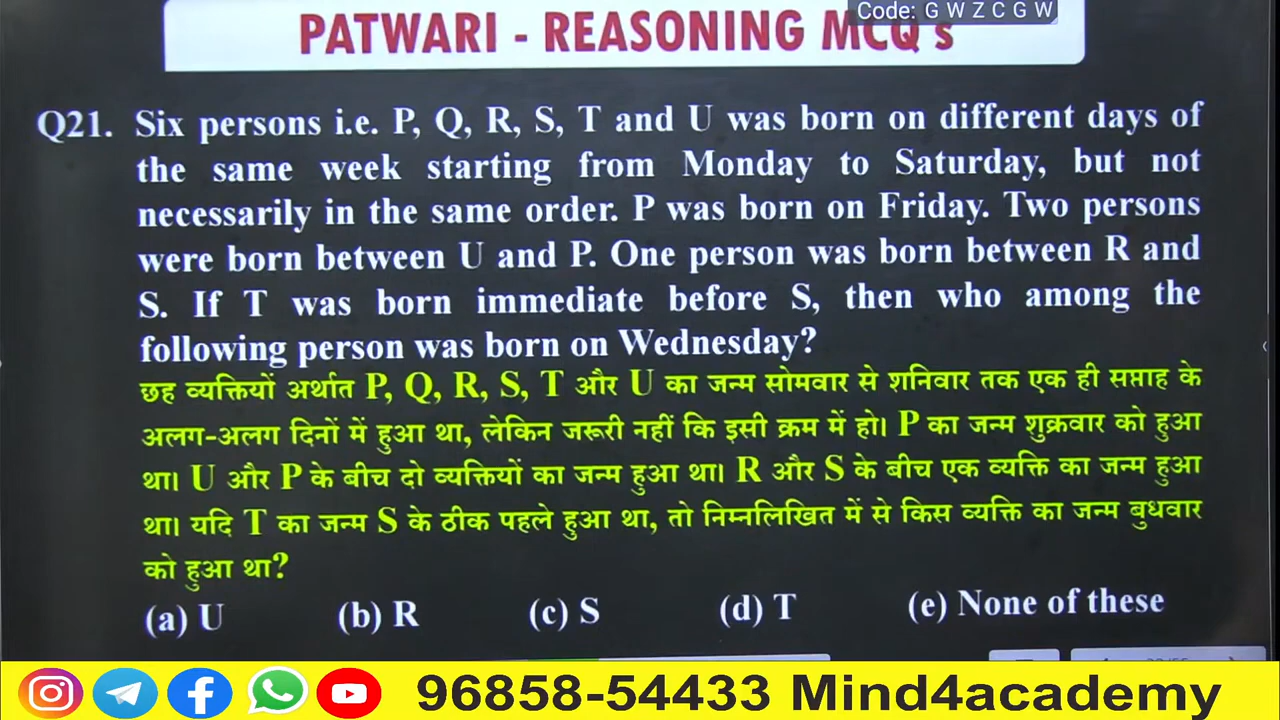 Code: G W Z C G W
PATWARI - REASONING MCQ's
Q21. Six persons i.e. P, Q, R, S, T and U was born on different days of
the same week starting from Monday to Saturday, but not
necessarily in the same order. P was born on Friday. Two persons
were born between U and P. One person was born between R and
S. If T was born immediate before S, then who among the
following person was born on Wednesday?
छह व्यक्तियों अर्थात P, Q, R, S, T और U का जन्म सोमवार से शनिवार तक एक ही सप्ताह के
अलग-अलग दिनों में हुआ था, लेकिन जरूरी नहीं कि इसी क्रम में हो। P का जन्म शुक्रवार को हुआ
था। U और P के बीच दो व्यक्तियों का जन्म हुआ था। R और S के बीच एक व्यक्ति का जन्म हुआ
था। यदि T का जन्म S के ठीक पहले हुआ था, तो निम्नलिखित में से किस व्यक्ति का जन्म बुधवार
को हुआ था?
(a) U (b) R (c) S (d) T (e) None of these
96858-54433 Mind4academy